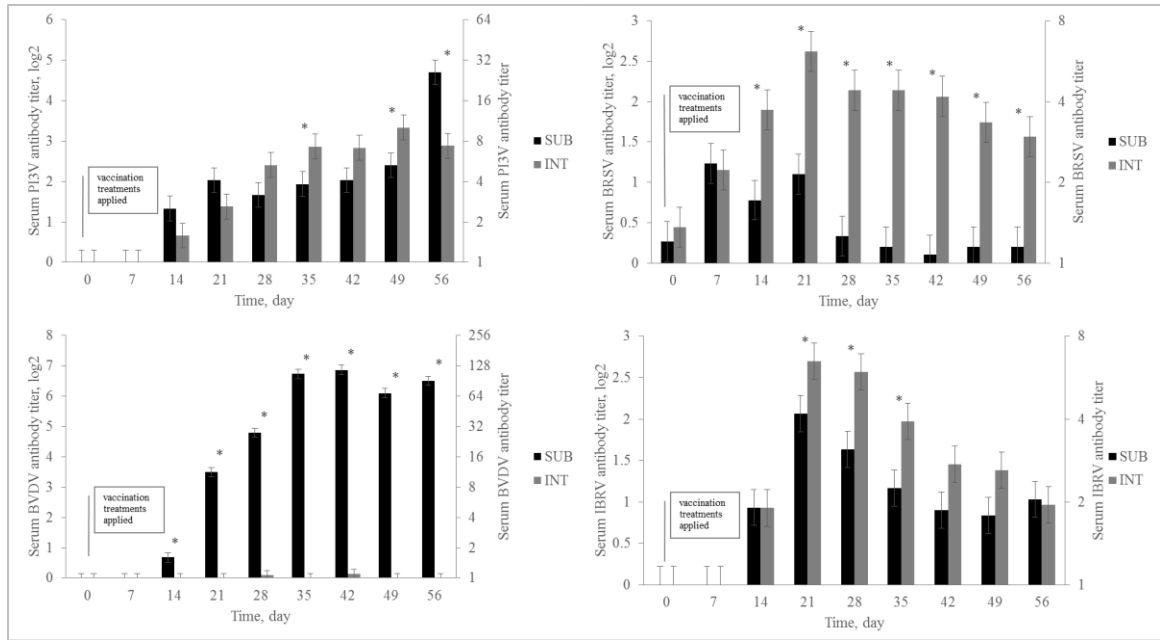 Serum PI3V antibody titer, log2
6
5
4
3
2
1
0
vaccination
treatments
applied
* * *
0 7 14 21 28 35 42 49 56
Time, day
64
32
16
8
4
2
1
Serum PI3V antibody titer
SUB
INT
Serum BRSV antibody titer, log2
3
2.5
2
1.5
1
0.5
0
vaccination
treatments
applied
* * * * * * *
0 7 14 21 28 35 42 49 56
Time, day
8
4
2
1
Serum BRSV antibody titer
SUB
INT
Serum BVDV antibody titer, log2
8
7
6
5
4
3
2
1
0
vaccination
treatments
applied
* * * * * * *
0 7 14 21 28 35 42 49 56
Time, day
256
128
64
32
16
8
4
2
1
Serum BVDV antibody titer
SUB
INT
Serum IBRV antibody titer, log2
3
2.5
2
1.5
1
0.5
0
vaccination
treatments
applied
* * *
0 7 14 21 28 35 42 49 56
Time, day
8
4
2
1
Serum IBRV antibody titer
SUB
INT